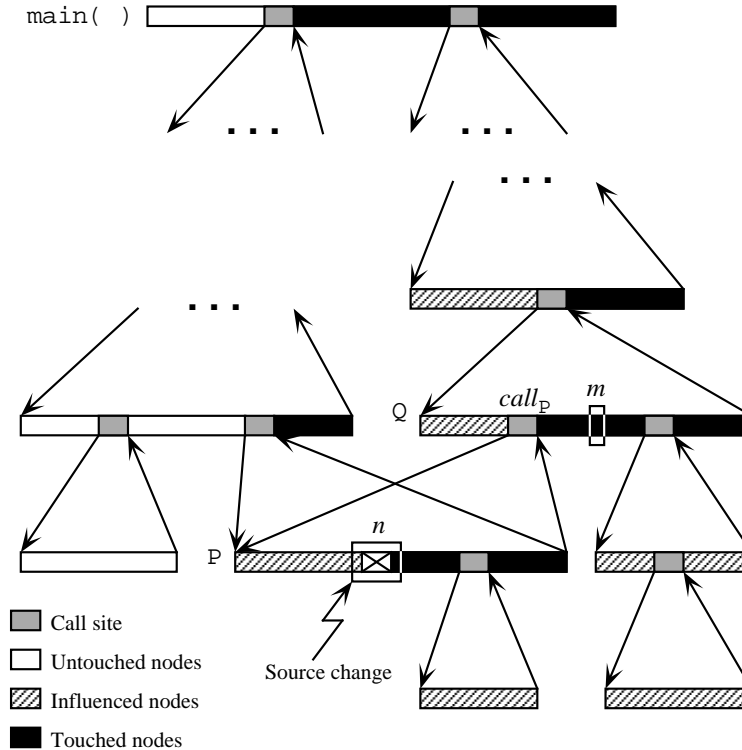 main( )
. . .
. . .
. . .
. . .
Q
call_P
m
P
n
Source change
Call site
Untouched nodes
Influenced nodes
Touched nodes